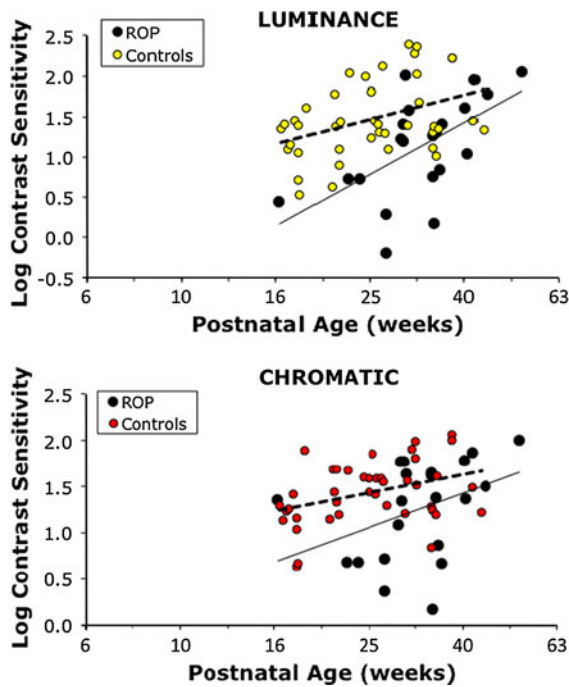 LUMINANCE
ROP
Controls
Log Contrast Sensitivity
2.5
2.0
1.5
1.0
0.5
0.0
-0.5
6 10 16 25 40 63
Postnatal Age (weeks)
CHROMATIC
ROP
Controls
Log Contrast Sensitivity
2.5
2.0
1.5
1.0
0.5
0.0
6 10 16 25 40 63
Postnatal Age (weeks)